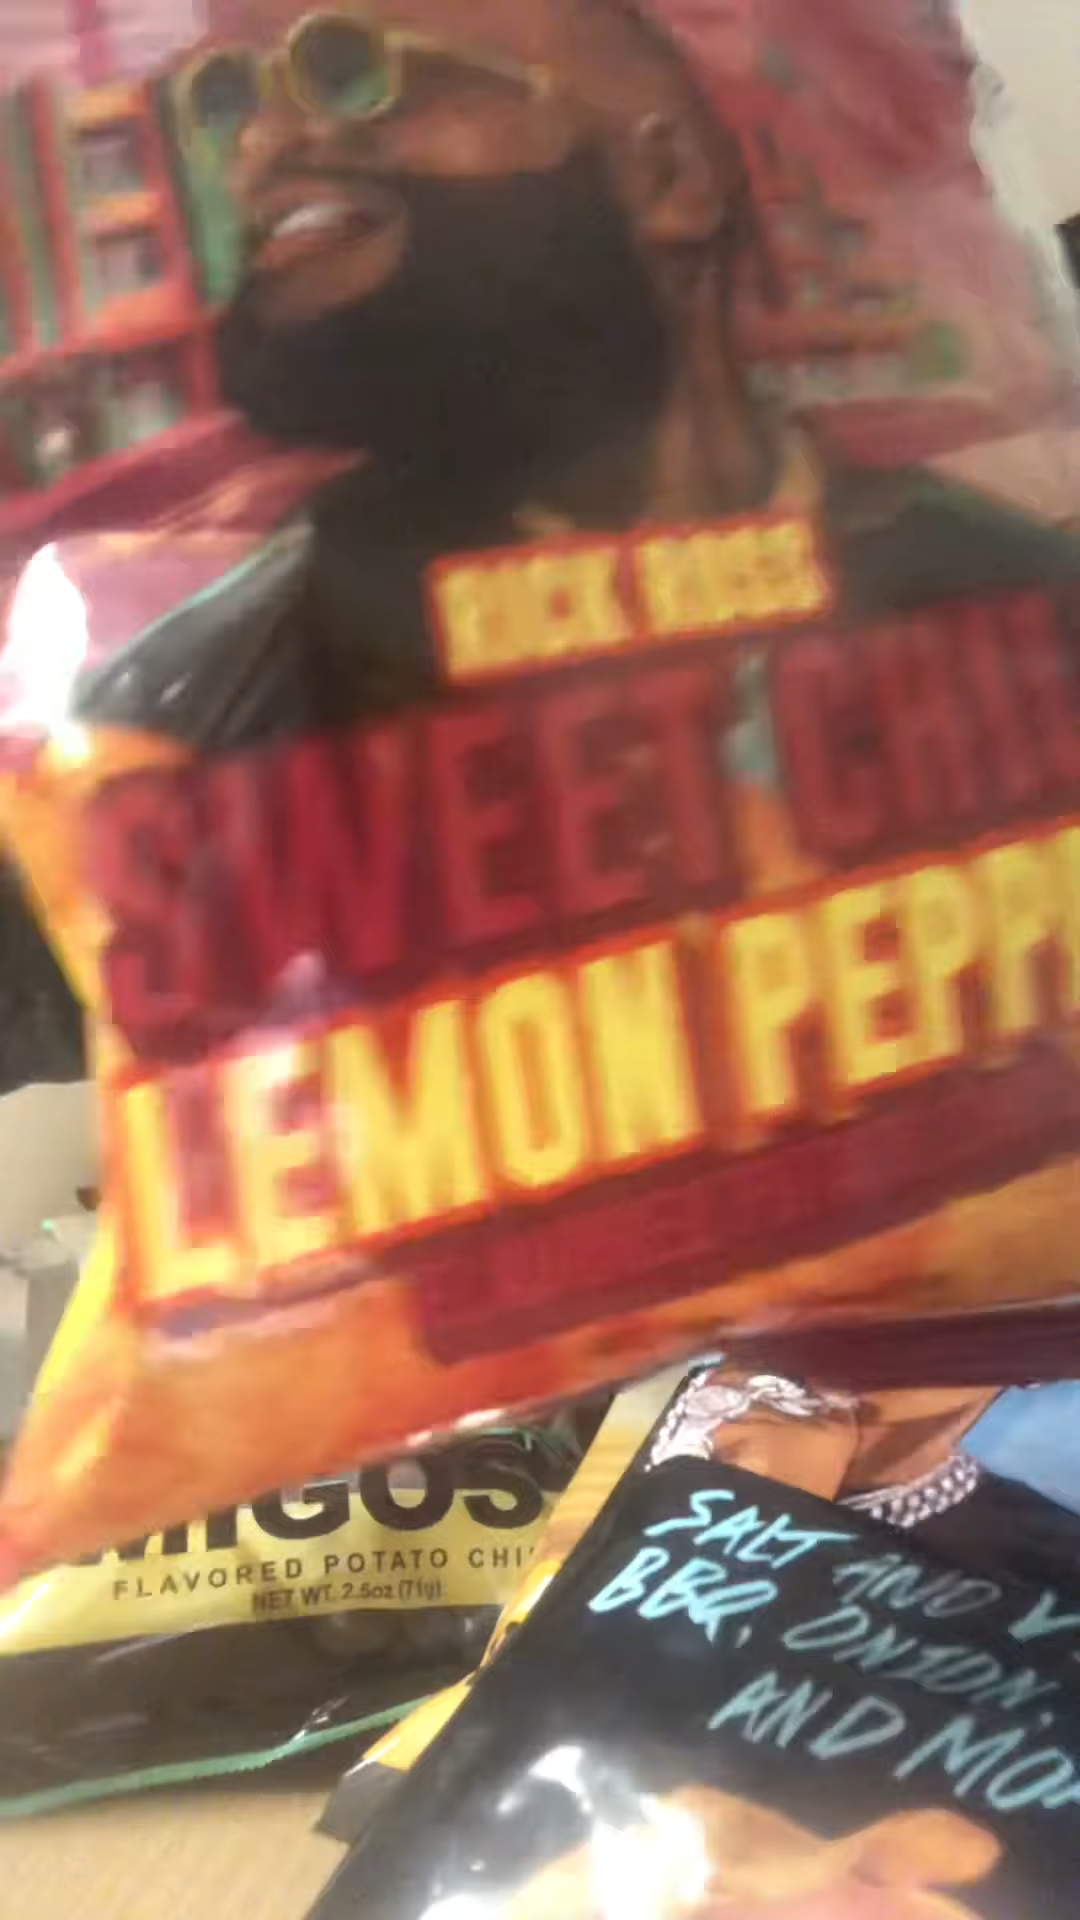 RICK ROSS
SWEET CHILI
LEMON PEPP
MIGOS
FLAVORED POTATO CHI
NET WT. 2.5oz (71g)
SALT AND V
BBQ, ONION,
AND MO